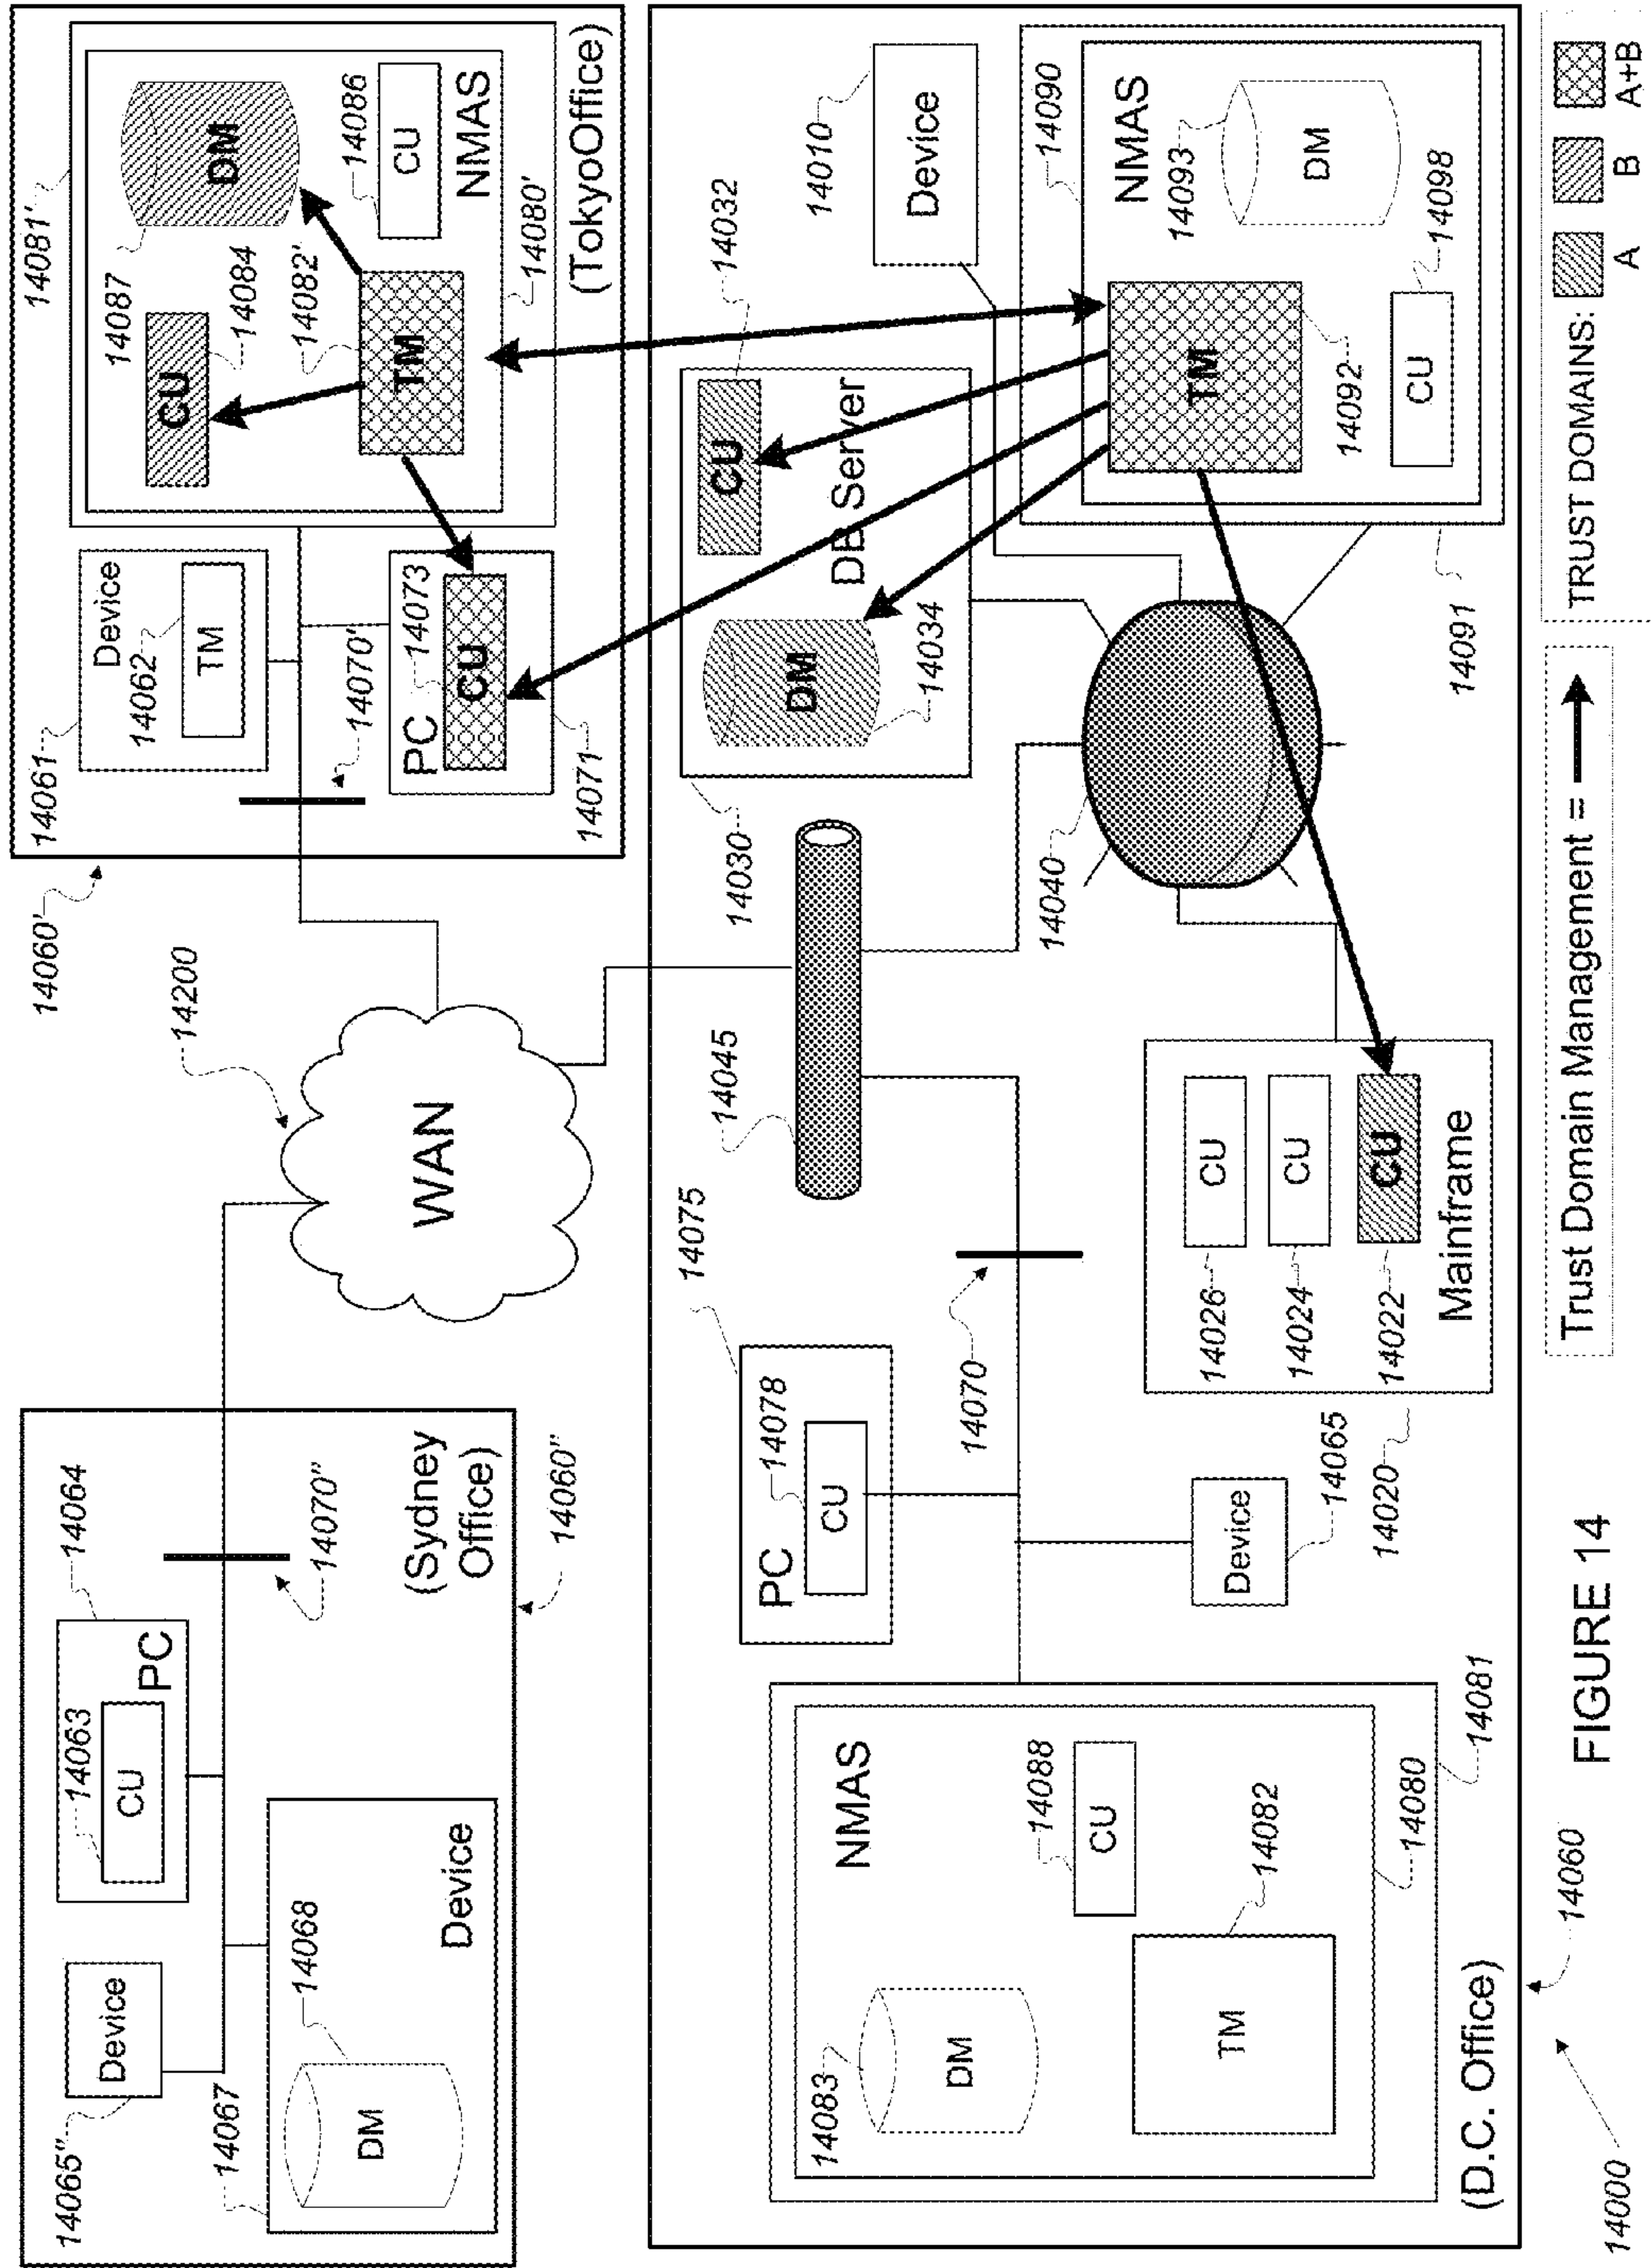 14065"
Device
14064
14063
CU
PC
14067
14068
DM
Device
14070"
(Sydney
Office)
14060"
WAN
14200
14060'
14061
Device
14062
TM
14070'
PC
14073
CU
14071
14081'
14087
DM
CU
14084
14082'
TM
14086
CU
NMAS
14080'
(TokyoOffice)
14083
DM
NMAS
14088
CU
TM
14082
14080
14081
14075
PC
14078
CU
14070
Device
14065
14020
14045
14026
CU
14024
CU
14022
CU
Mainframe
14030
DM
14034
CU
14032
DB Server
14040
14010
Device
14090
NMAS
14093
DM
TM
14092
14098
CU
14091
(D.C. Office)
14060
14000
FIGURE 14
Trust Domain Management =
TRUST DOMAINS:
A
B
A+B